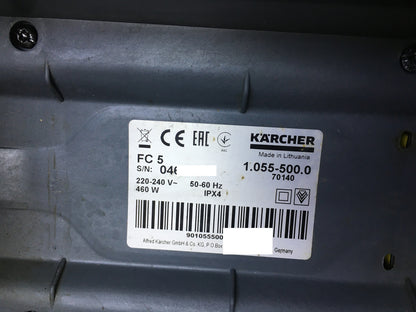 CE EAC KÄRCHER
Made in Lithuania
FC 5 1.055-500.0
S/N: 046 70140
220-240 V~ 50-60 Hz
460 W IPX4
901055500
Alfred Kärcher GmbH & Co. KG, P.O.Box Germany